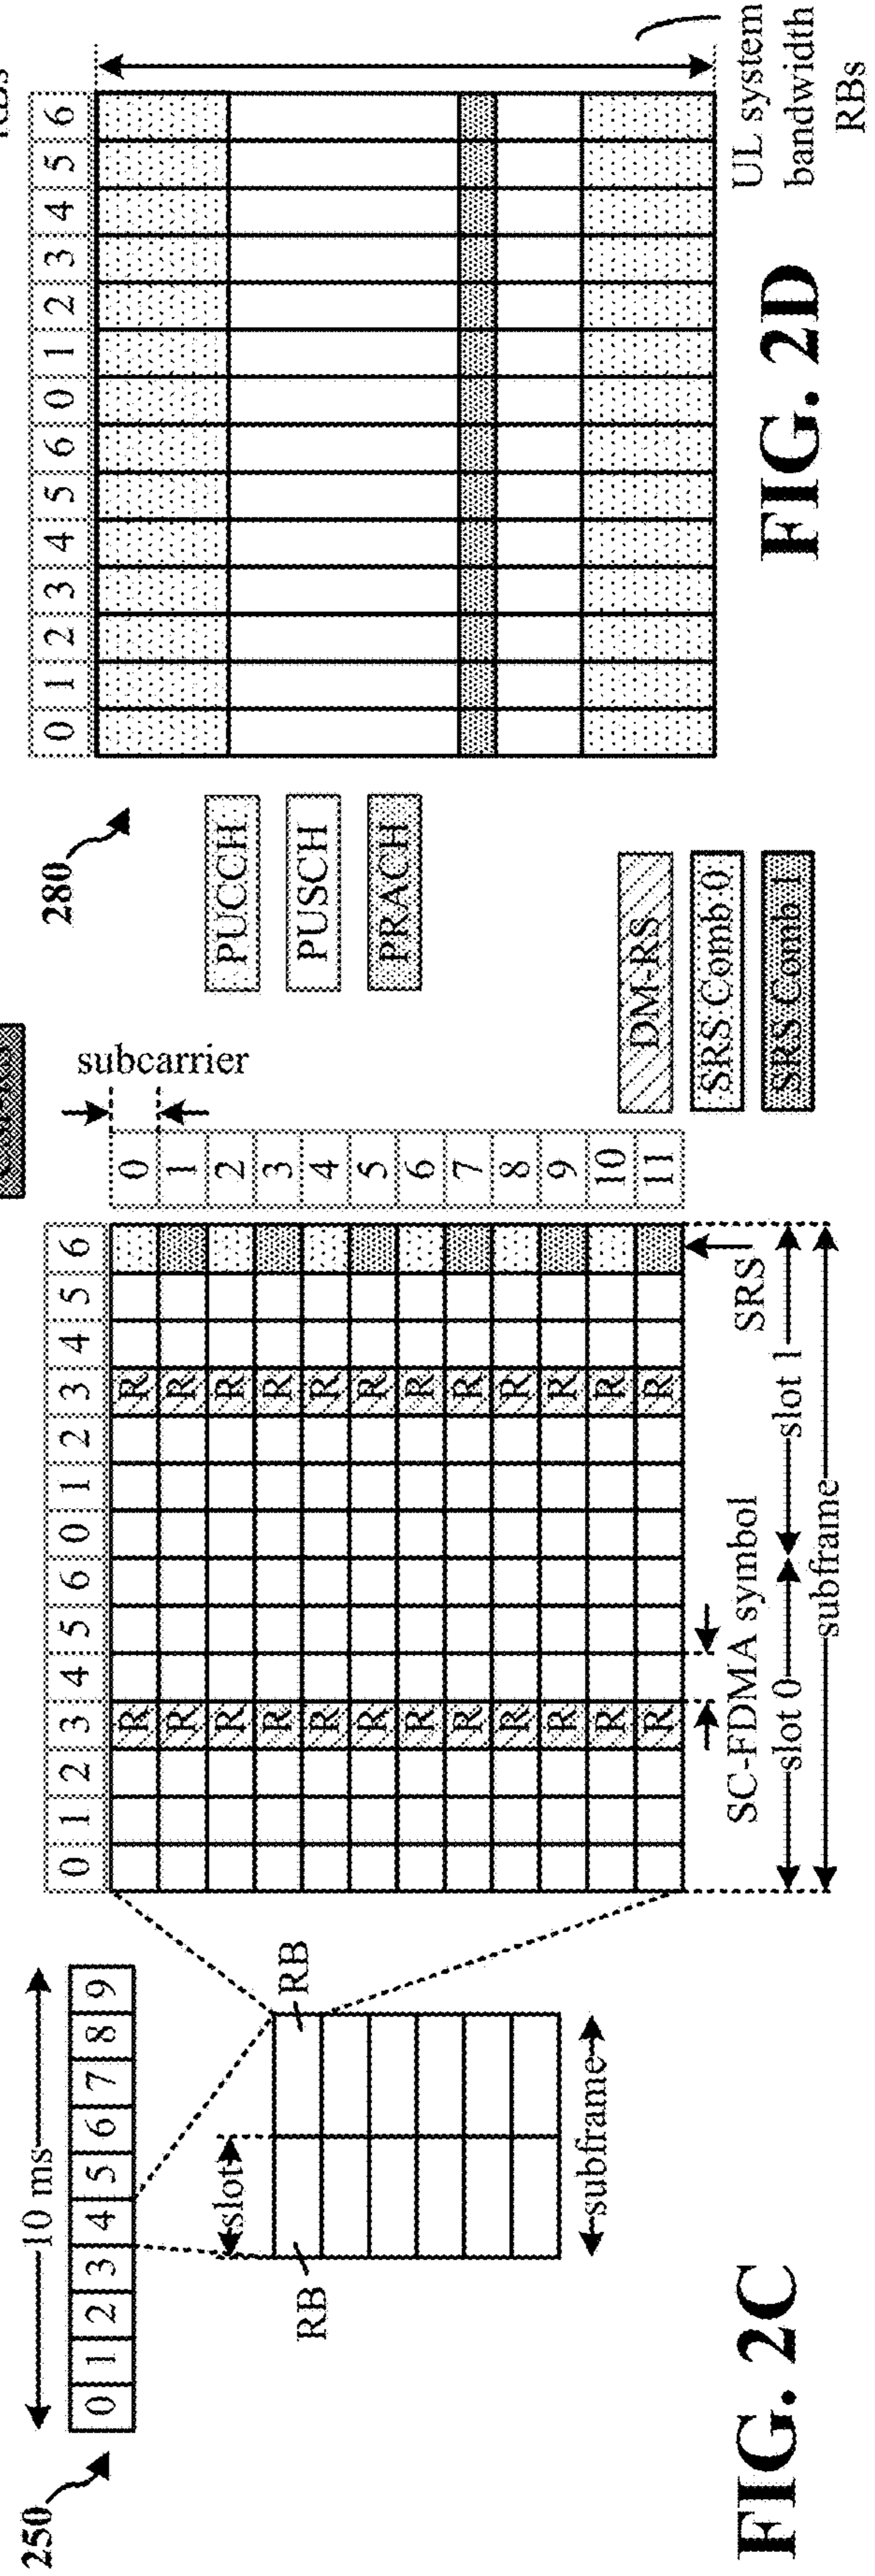 250
10 ms
0 1 2 3 4 5 6 7 8 9
slot
RB
RB
subframe
0 1 2 3 4 5 6 0 1 2 3 4 5 6
R R
R R
R R
R R
R R
R R
R R
R R
R R
R R
R R
R R
subcarrier
0
1
2
3
4
5
6
7
8
9
10
11
SC-FDMA symbol
SRS
slot 0
slot 1
subframe
DM-RS
SRS Comb 0
SRS Comb 1
FIG. 2C
280
PUCCH
PUSCH
PRACH
0 1 2 3 4 5 6 0 1 2 3 4 5 6
UL system
bandwidth
RBs
FIG. 2D